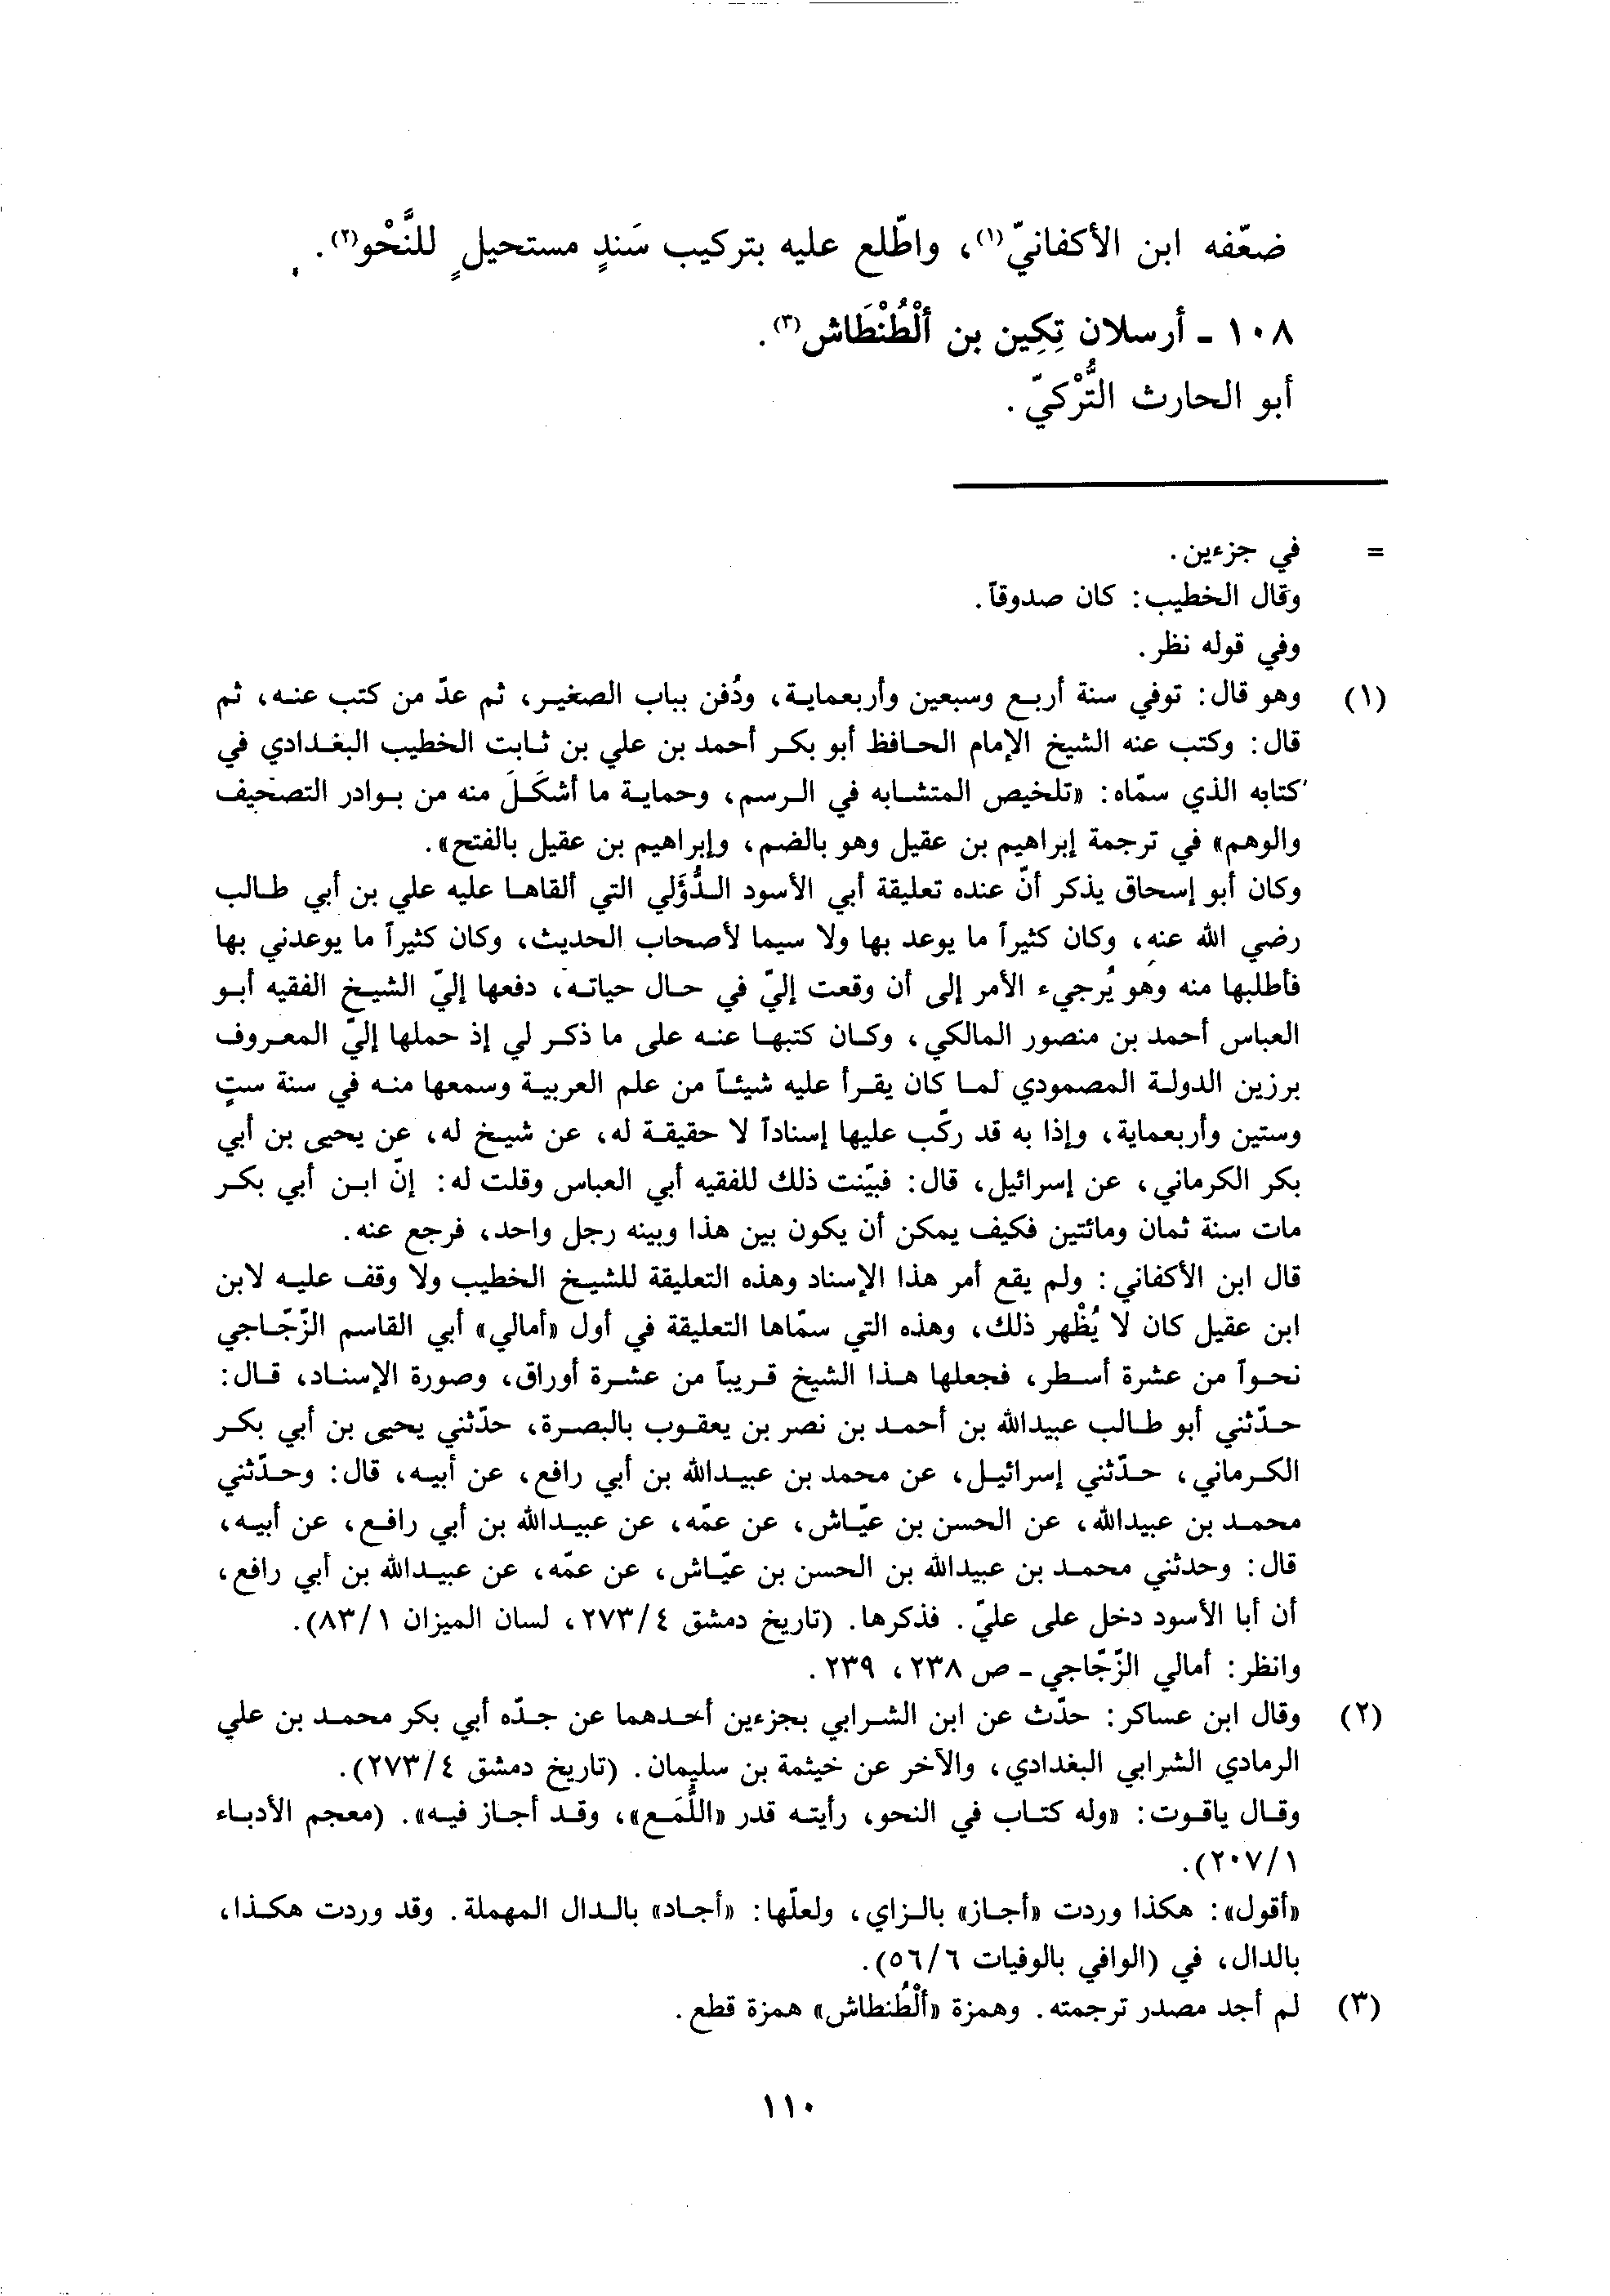 ضعّفه ابن الأكفانيّ(١)، واطّلع عليه بتركيب سَندٍ مستحيلٍ للنَّحْو(٢).
١٠٨ ـ أرسلان تِكِين بن ألْطُنْطَاش(٣).
أبو الحارث التُّرْكيّ.
= في جزءين.
وقال الخطيب: كان صدوقاً.
وفي قوله نظر.
(١) وهو قال: توفي سنة أربع وسبعين وأربعماية، ودُفن بباب الصغير، ثم عدّ من كتب عنه، ثم
قال: وكتب عنه الشيخ الإمام الحافظ أبو بكر أحمد بن علي بن ثابت الخطيب البغدادي في
كتابه الذي سمّاه: «تلخيص المتشابه في الرسم، وحماية ما أشكَلَ منه من بوادر التصحيف
والوهم» في ترجمة إبراهيم بن عقيل وهو بالضم، وإبراهيم بن عقيل بالفتح».
وكان أبو إسحاق يذكر أنّ عنده تعليقة أبي الأسود الدُّؤَلي التي ألقاها عليه علي بن أبي طالب
رضي الله عنه، وكان كثيراً ما يوعد بها ولا سيما لأصحاب الحديث، وكان كثيراً ما يوعدني بها
فأطلبها منه وهو يُرجيء الأمر إلى أن وقعت إليّ في حال حياته، دفعها إليّ الشيخ الفقيه أبو
العباس أحمد بن منصور المالكي، وكان كتبها عنه على ما ذكر لي إذ حملها إليّ المعروف
برزين الدولة المصمودي لما كان يقرأ عليه شيئاً من علم العربية وسمعها منه في سنة ستٍ
وستين وأربعماية، وإذا به قد ركّب عليها إسناداً لا حقيقة له، عن شيخ له، عن يحيى بن أبي
بكر الكرماني، عن إسرائيل، قال: فبيّنت ذلك للفقيه أبي العباس وقلت له: إنّ ابن أبي بكر
مات سنة ثمان ومائتين فكيف يمكن أن يكون بين هذا وبينه رجل واحد، فرجع عنه.
قال ابن الأكفاني: ولم يقع أمر هذا الإسناد وهذه التعليقة للشيخ الخطيب ولا وقف عليه لابن
ابن عقيل كان لا يُظْهر ذلك، وهذه التي سمّاها التعليقة في أول «أمالي» أبي القاسم الزّجّاجي
نحواً من عشرة أسطر، فجعلها هذا الشيخ قريباً من عشرة أوراق، وصورة الإسناد، قال:
حدّثني أبو طالب عبيدالله بن أحمد بن نصر بن يعقوب بالبصرة، حدّثني يحيى بن أبي بكر
الكرماني، حدّثني إسرائيل، عن محمد بن عبيدالله بن أبي رافع، عن أبيه، قال: وحدّثني
محمد بن عبيدالله، عن الحسن بن عيّاش، عن عمّه، عن عبيدالله بن أبي رافع، عن أبيه،
قال: وحدثني محمد بن عبيدالله بن الحسن بن عيّاش، عن عمّه، عن عبيدالله بن أبي رافع،
أن أبا الأسود دخل على عليّ. فذكرها. (تاريخ دمشق ٢٧٣/٤، لسان الميزان ٨٣/١).
وانظر: أمالي الزّجّاجي ـ ص ٢٣٨، ٢٣٩.
(٢) وقال ابن عساكر: حدّث عن ابن الشرابي بجزءين أحدهما عن جدّه أبي بكر محمد بن علي
الرمادي الشرابي البغدادي، والآخر عن خيثمة بن سليمان. (تاريخ دمشق ٢٧٣/٤).
وقال ياقوت: «وله كتاب في النحو، رأيته قدر «اللُّمَع»، وقد أجاز فيه». (معجم الأدباء
٢٠٧/١).
«أقول»: هكذا وردت «أجاز» بالزاي، ولعلّها: «أجاد» بالدال المهملة. وقد وردت هكذا،
بالدال، في (الوافي بالوفيات ٥٦/٦).
(٣) لم أجد مصدر ترجمته. وهمزة «ألْطُنطاش» همزة قطع.
١١٠